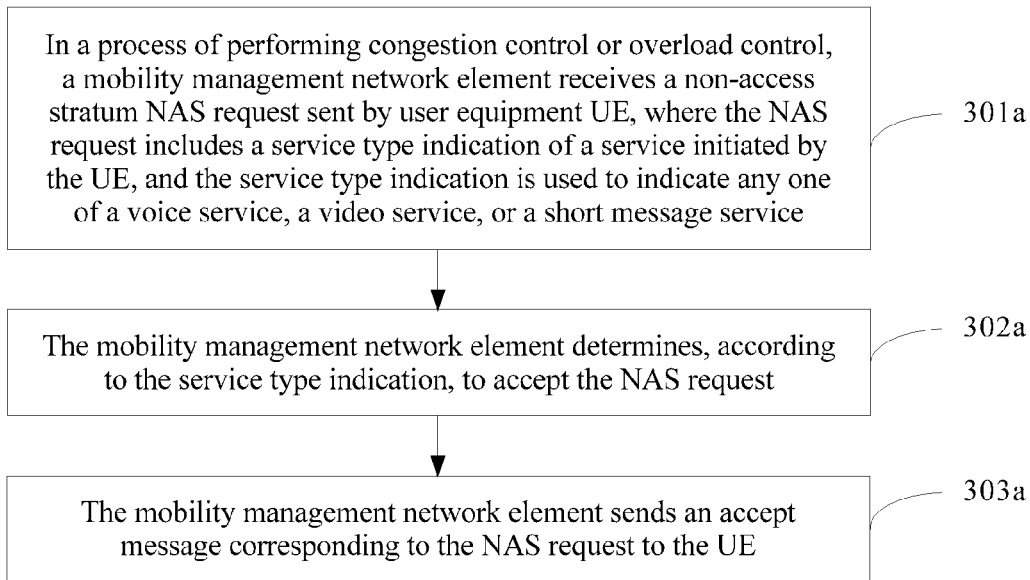 In a process of performing congestion control or overload control,
a mobility management network element receives a non-access
stratum NAS request sent by user equipment UE, where the NAS
request includes a service type indication of a service initiated by
the UE, and the service type indication is used to indicate any one
of a voice service, a video service, or a short message service
301a
The mobility management network element determines, according
to the service type indication, to accept the NAS request
302a
The mobility management network element sends an accept
message corresponding to the NAS request to the UE
303a